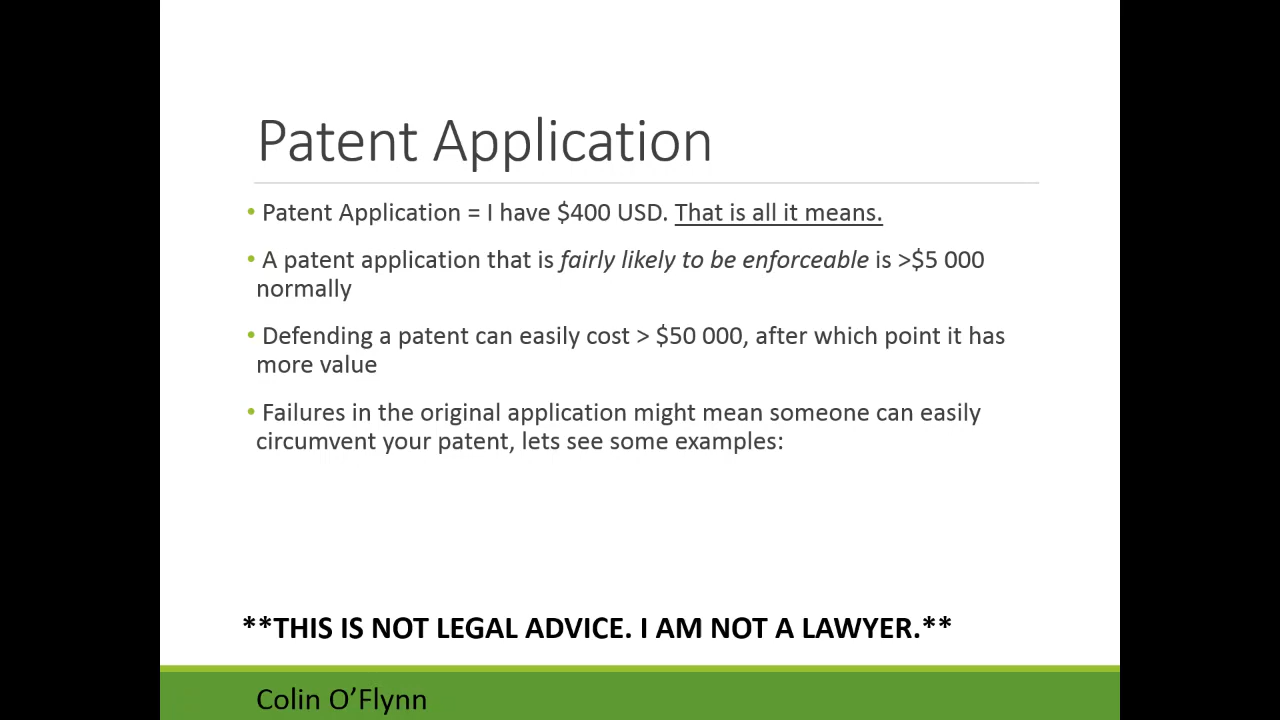 Patent Application
• Patent Application = I have $400 USD. That is all it means.
• A patent application that is fairly likely to be enforceable is >$5 000
normally
• Defending a patent can easily cost > $50 000, after which point it has
more value
• Failures in the original application might mean someone can easily
circumvent your patent, lets see some examples:
**THIS IS NOT LEGAL ADVICE. I AM NOT A LAWYER.**
Colin O’Flynn